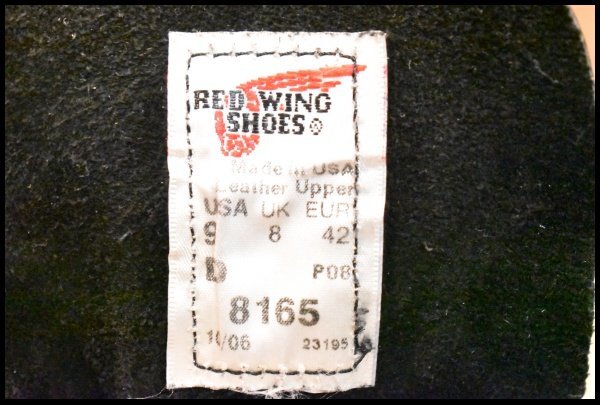 RED WING
SHOES®
Made in USA
Leather Upper
USA UK EUR
9 8 42
D P08
8165
10/06 23195